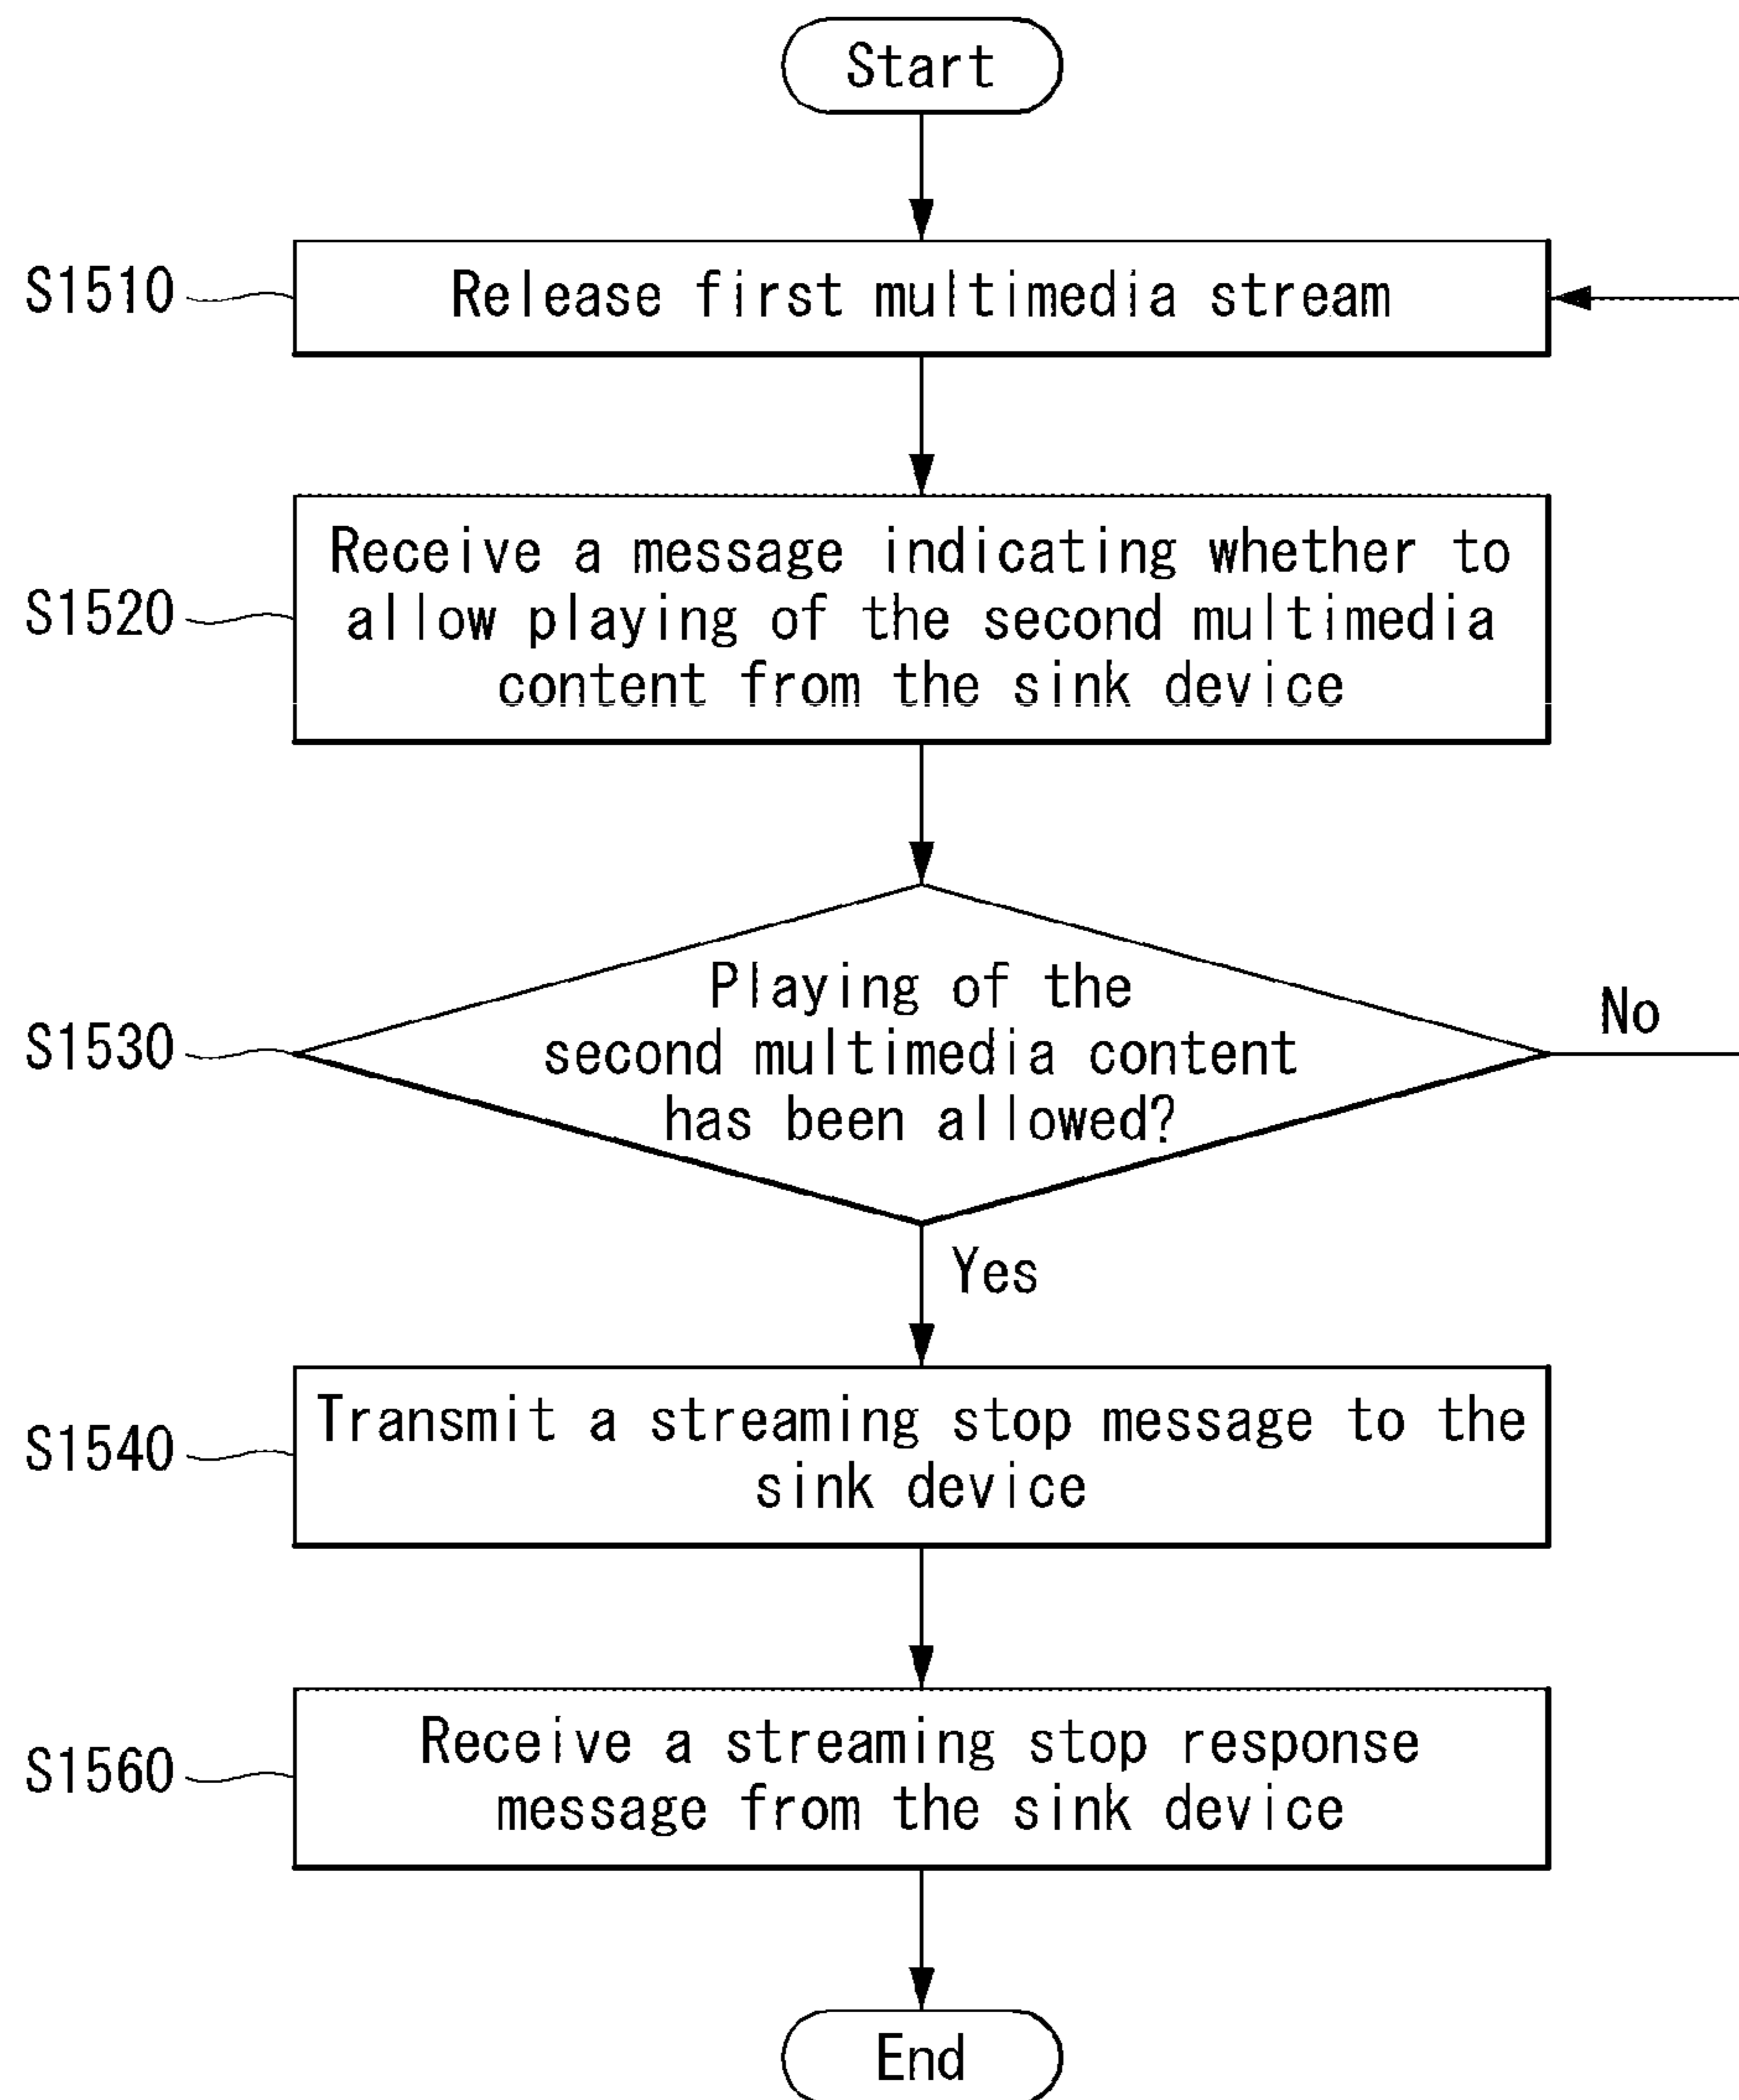 Start
S1510
Release first multimedia stream
S1520
Receive a message indicating whether to
allow playing of the second multimedia
content from the sink device
S1530
Playing of the
second multimedia content
has been allowed?
No
Yes
S1540
Transmit a streaming stop message to the
sink device
S1560
Receive a streaming stop response
message from the sink device
End